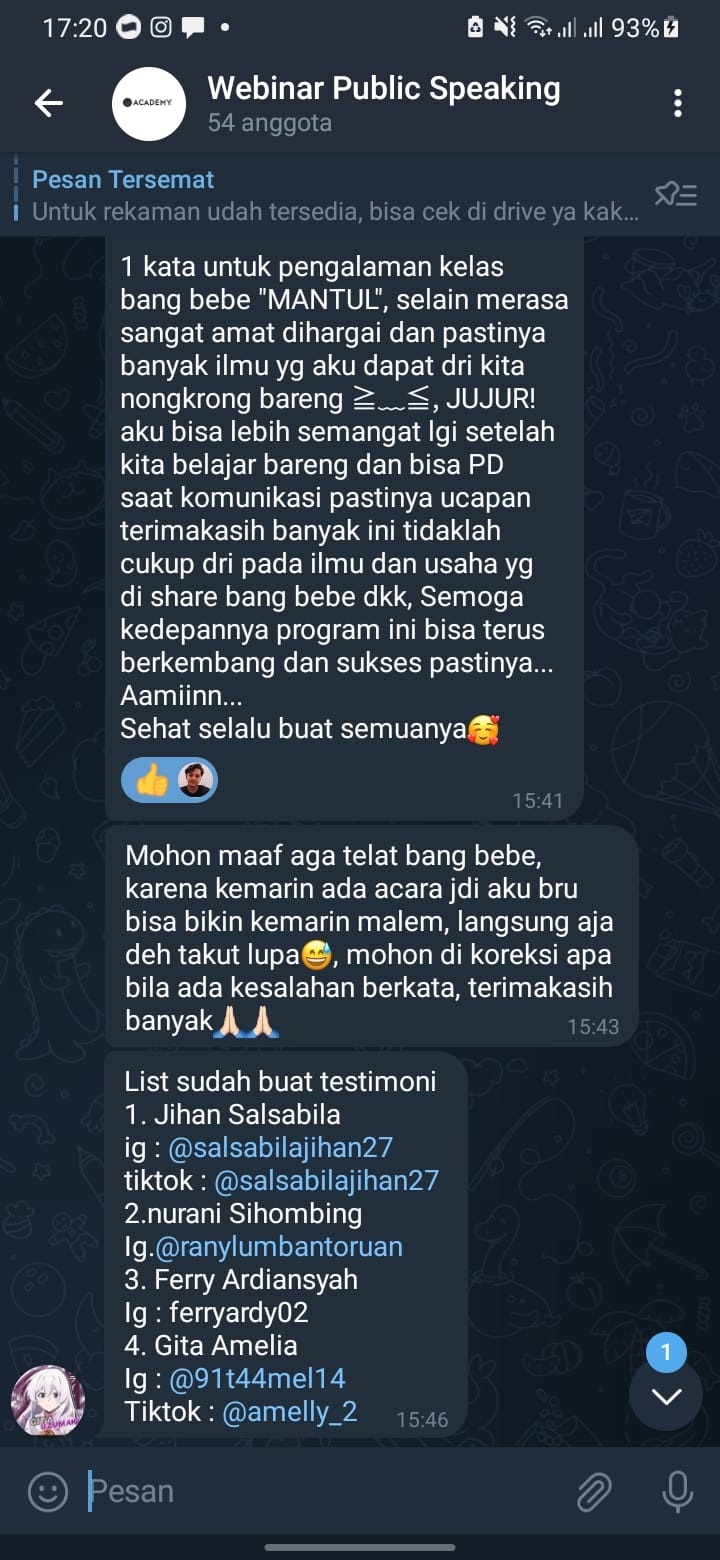 17:20
93%
ACADEMY
Webinar Public Speaking
54 anggota
Pesan Tersemat
Untuk rekaman udah tersedia, bisa cek di drive ya kak...
1 kata untuk pengalaman kelas
bang bebe "MANTUL", selain merasa
sangat amat dihargai dan pastinya
banyak ilmu yg aku dapat dri kita
nongkrong bareng ≧﹏≦, JUJUR!
aku bisa lebih semangat lgi setelah
kita belajar bareng dan bisa PD
saat komunikasi pastinya ucapan
terimakasih banyak ini tidaklah
cukup dri pada ilmu dan usaha yg
di share bang bebe dkk, Semoga
kedepannya program ini bisa terus
berkembang dan sukses pastinya...
Aamiinn...
Sehat selalu buat semuanya🥰
👍
15:41
Mohon maaf aga telat bang bebe,
karena kemarin ada acara jdi aku bru
bisa bikin kemarin malem, langsung aja
deh takut lupa😅, mohon di koreksi apa
bila ada kesalahan berkata, terimakasih
banyak🙏🏻🙏🏻
15:43
List sudah buat testimoni
1. Jihan Salsabila
ig : @salsabilajihan27
tiktok : @salsabilajihan27
2.nurani Sihombing
Ig.@ranylumbantoruan
3. Ferry Ardiansyah
Ig : ferryardy02
4. Gita Amelia
Ig : @91t44mel14
Tiktok : @amelly_2
15:46
GITA
UZUMAKI
1
Pesan